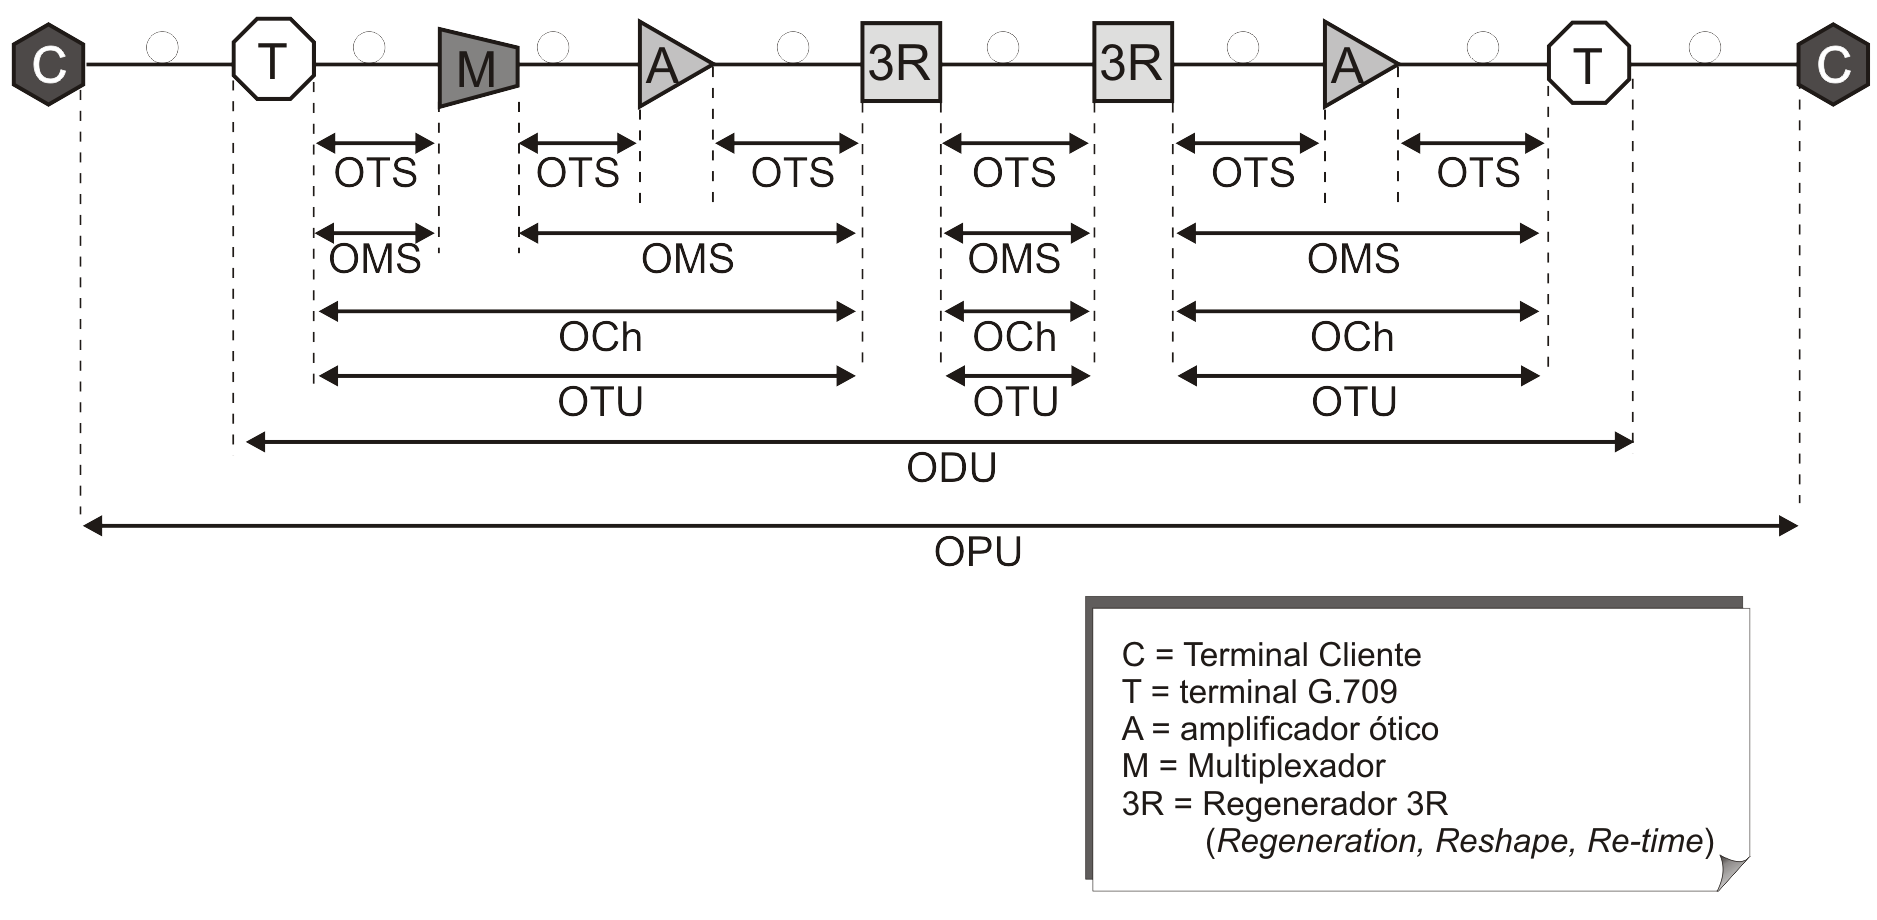 C T M A 3R 3R A T C
OTS OTS OTS OTS OTS OTS
OMS OMS OMS OMS
OCh OCh OCh
OTU OTU OTU
ODU
OPU
C = Terminal Cliente
T = terminal G.709
A = amplificador ótico
M = Multiplexador
3R = Regenerador 3R
(Regeneration, Reshape, Re-time)